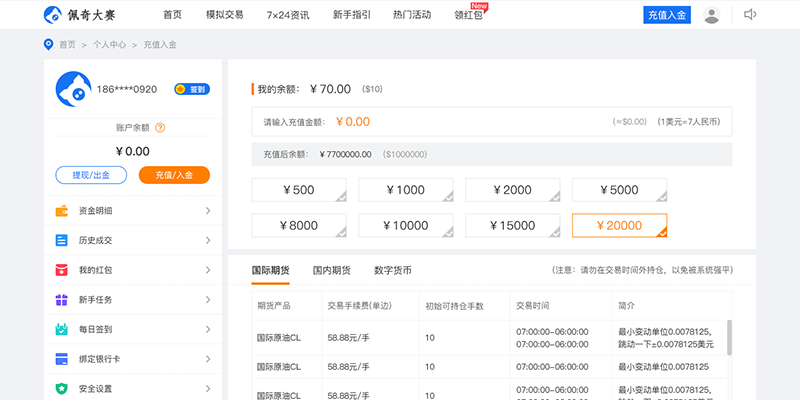 佩奇大赛 首页 模拟交易 7×24资讯 新手指引 热门活动 领红包 New 充值入金
首页 > 个人中心 > 充值入金
186****0920 签到
账户余额 ?
¥0.00
提现/出金 充值/入金
资金明细
历史成交
我的红包
新手任务
每日签到
绑定银行卡
安全设置
我的余额: ¥70.00 ($10)
请输入充值金额: ¥0.00 (≈$0.00) (1美元=7人民币)
充值后余额: ¥7700000.00 ($1000000)
¥500 ¥1000 ¥2000 ¥5000
¥8000 ¥10000 ¥15000 ¥20000
国际期货 国内期货 数字货币 (注意：请勿在交易时间外持仓，以免被系统强平)
期货产品 交易手续费(单边) 初始可持仓手数 交易时间 简介
国际原油CL 58.88元/手 10 07:00:00-06:00:00 07:00:00-06:00:00 最小变动单位0.0078125, 跳动一下±0.0078125美元
国际原油CL 58.88元/手 10 07:00:00-06:00:00 最小变动单位0.0078125
国际原油CL 58.88元/手 10 07:00:00-06:00:00 最小变动单位0.0078125,